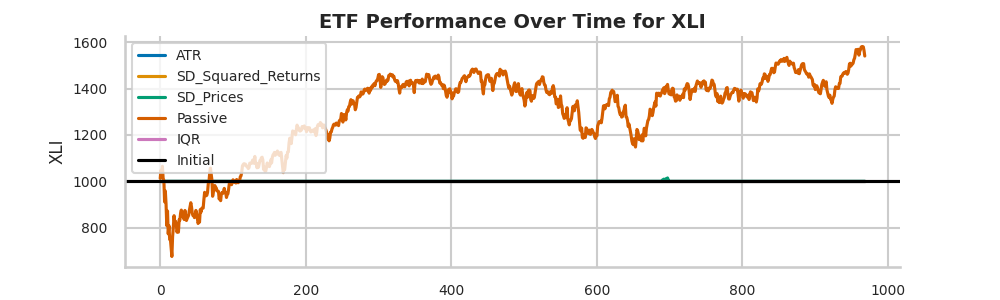 ETF Performance Over Time for XLI
XLI
1600
1400
1200
1000
800
ATR
SD_Squared_Returns
SD_Prices
Passive
IQR
Initial
0
200
400
600
800
1000